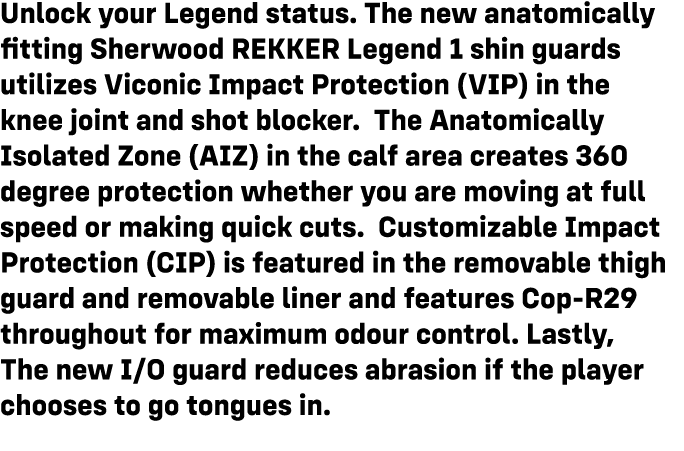 Unlock your Legend status. The new anatomically
fitting Sherwood REKKER Legend 1 shin guards
utilizes Viconic Impact Protection (VIP) in the
knee joint and shot blocker.  The Anatomically
Isolated Zone (AIZ) in the calf area creates 360
degree protection whether you are moving at full
speed or making quick cuts.  Customizable Impact
Protection (CIP) is featured in the removable thigh
guard and removable liner and features Cop-R29
throughout for maximum odour control. Lastly,
The new I/O guard reduces abrasion if the player
chooses to go tongues in.